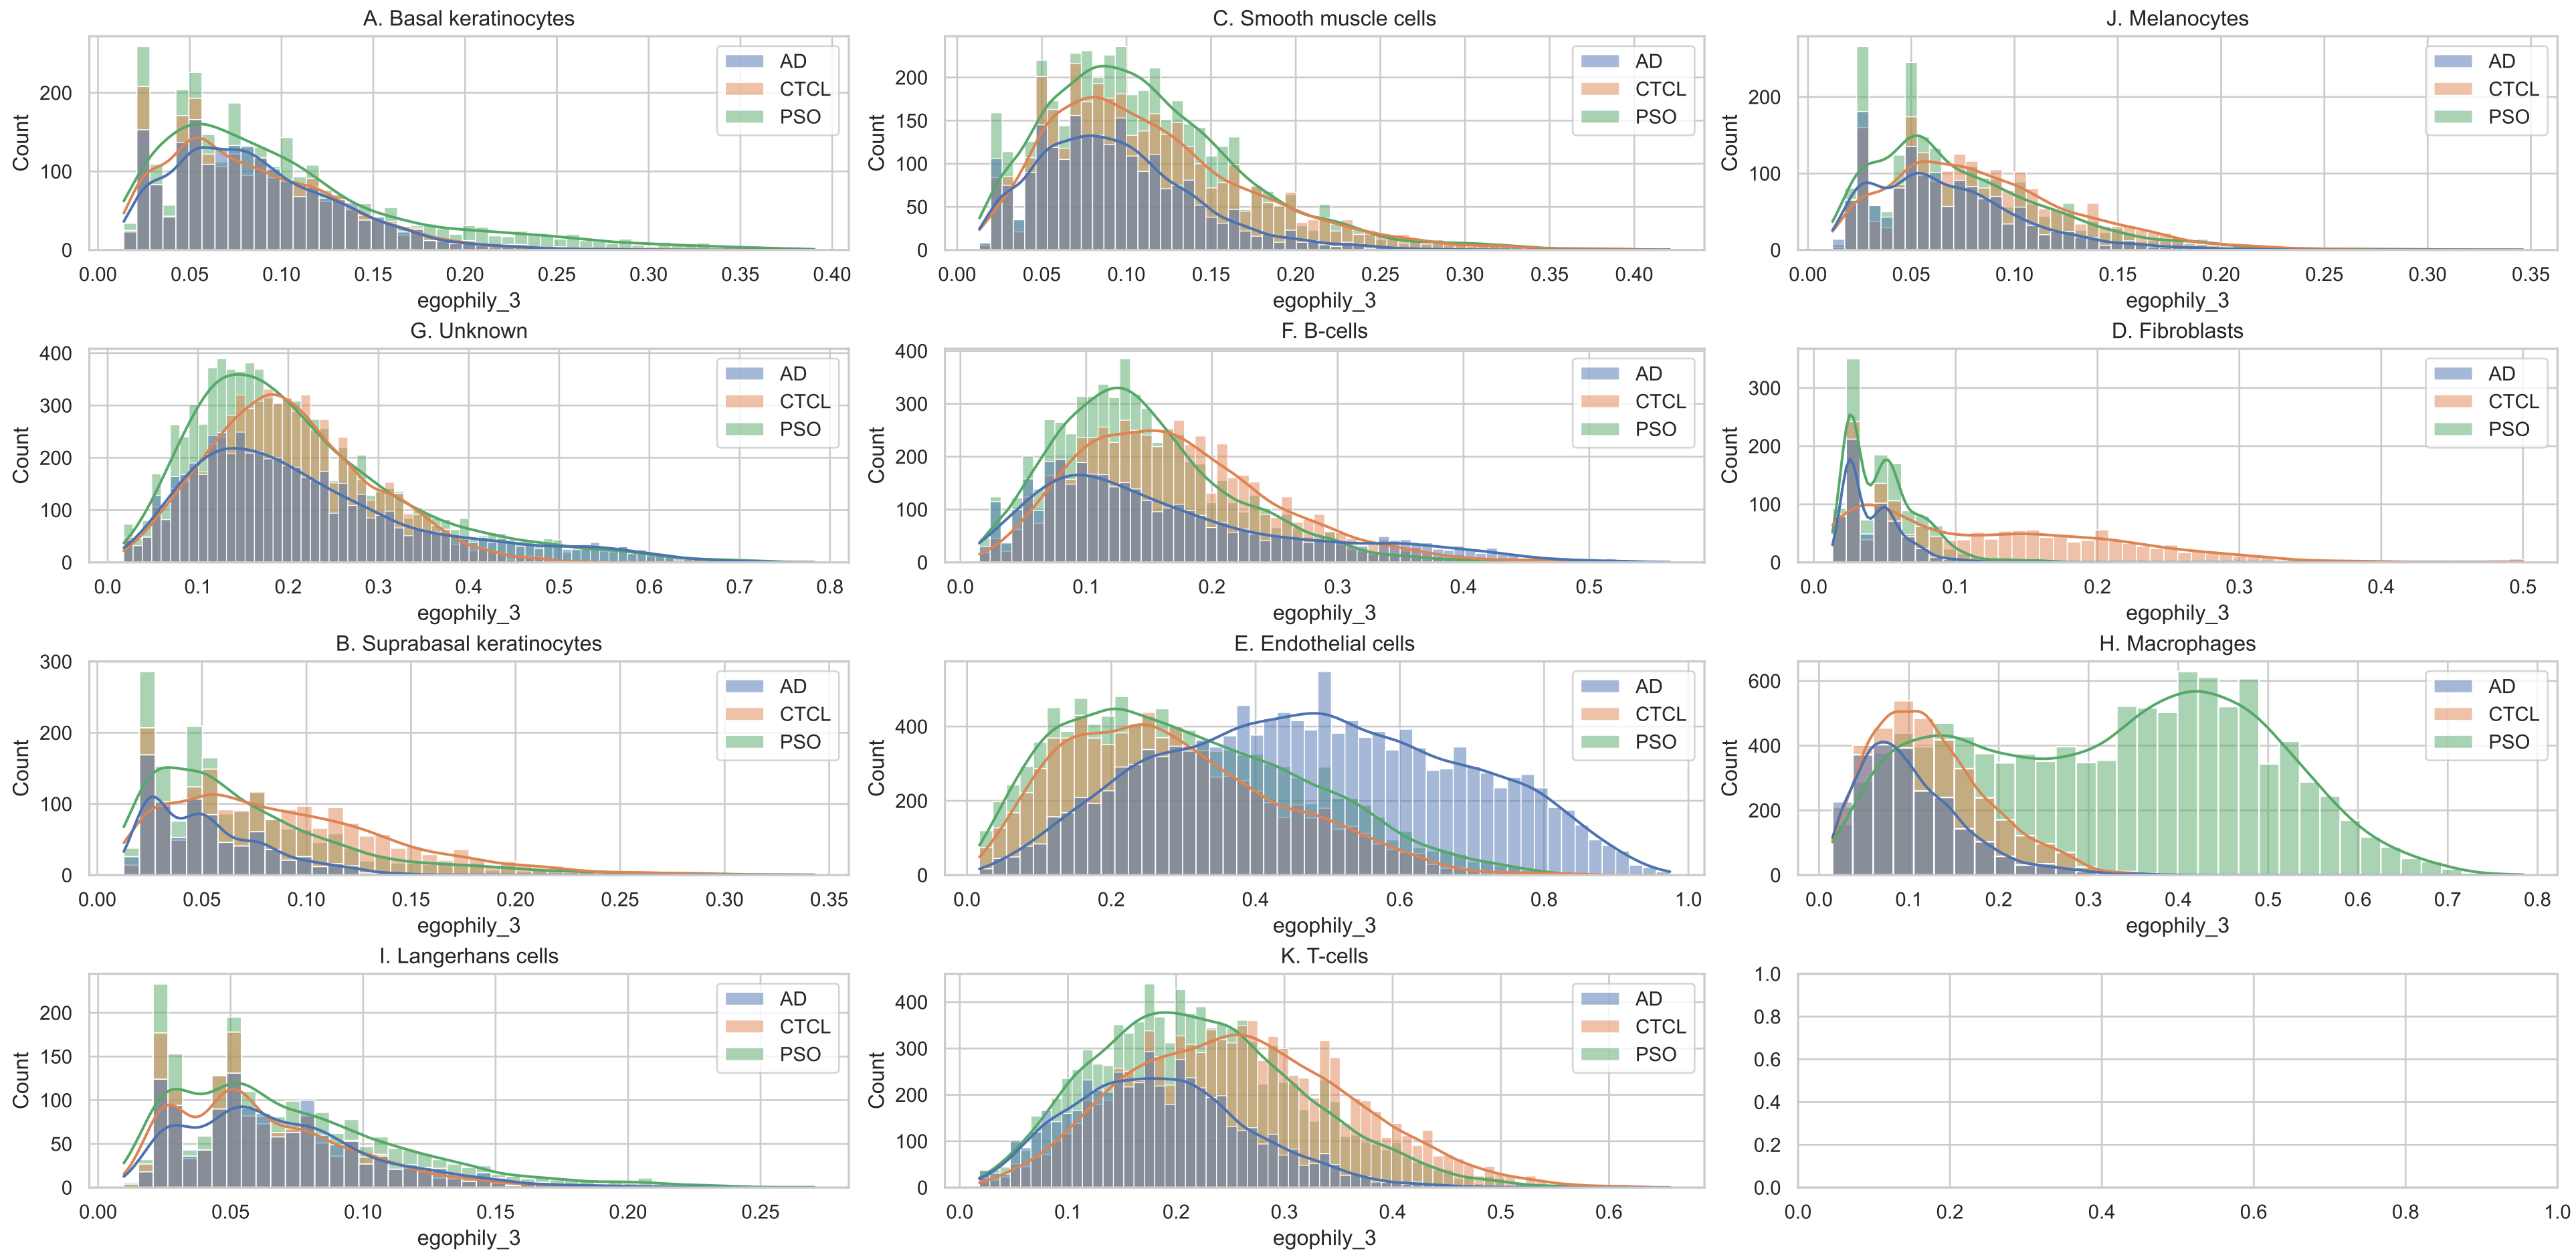 A. Basal keratinocytes
Count
200
100
0
0.00 0.05 0.10 0.15 0.20 0.25 0.30 0.35 0.40
egophily_3
AD
CTCL
PSO
C. Smooth muscle cells
Count
200
150
100
50
0
0.00 0.05 0.10 0.15 0.20 0.25 0.30 0.35 0.40
egophily_3
AD
CTCL
PSO
J. Melanocytes
Count
200
100
0
0.00 0.05 0.10 0.15 0.20 0.25 0.30 0.35
egophily_3
AD
CTCL
PSO
G. Unknown
Count
400
300
200
100
0
0.0 0.1 0.2 0.3 0.4 0.5 0.6 0.7 0.8
egophily_3
AD
CTCL
PSO
F. B-cells
Count
400
300
200
100
0
0.0 0.1 0.2 0.3 0.4 0.5
egophily_3
AD
CTCL
PSO
D. Fibroblasts
Count
300
200
100
0
0.0 0.1 0.2 0.3 0.4 0.5
egophily_3
AD
CTCL
PSO
B. Suprabasal keratinocytes
Count
300
200
100
0
0.00 0.05 0.10 0.15 0.20 0.25 0.30 0.35
egophily_3
AD
CTCL
PSO
E. Endothelial cells
Count
400
200
0
0.0 0.2 0.4 0.6 0.8 1.0
egophily_3
AD
CTCL
PSO
H. Macrophages
Count
600
400
200
0
0.0 0.1 0.2 0.3 0.4 0.5 0.6 0.7 0.8
egophily_3
AD
CTCL
PSO
I. Langerhans cells
Count
200
150
100
50
0
0.00 0.05 0.10 0.15 0.20 0.25
egophily_3
AD
CTCL
PSO
K. T-cells
Count
400
300
200
100
0
0.0 0.1 0.2 0.3 0.4 0.5 0.6
egophily_3
AD
CTCL
PSO
1.0
0.8
0.6
0.4
0.2
0.0
0.0 0.2 0.4 0.6 0.8 1.0